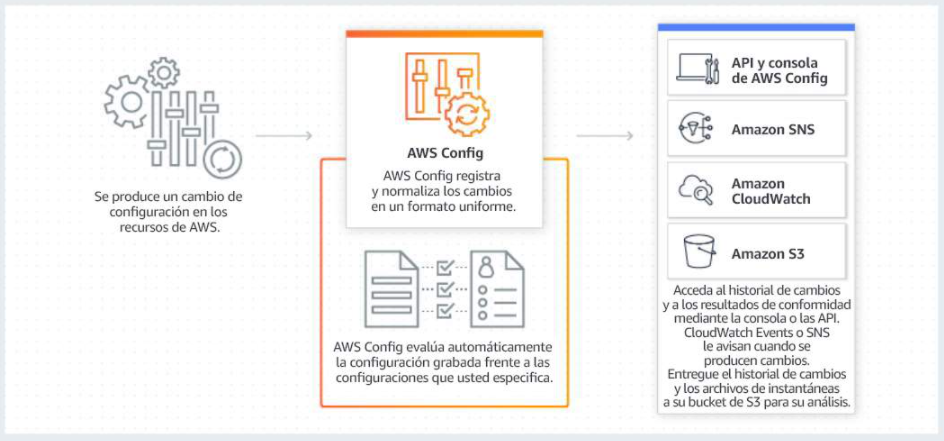 Se produce un cambio de
configuración en los
recursos de AWS.
AWS Config
AWS Config registra
y normaliza los cambios
en un formato uniforme.
AWS Config evalúa automáticamente
la configuración grabada frente a las
configuraciones que usted especifica.
API y consola
de AWS Config
Amazon SNS
Amazon
CloudWatch
Amazon S3
Acceda al historial de cambios
y a los resultados de conformidad
mediante la consola o las API.
CloudWatch Events o SNS
le avisan cuando se
producen cambios.
Entregue el historial de cambios
y los archivos de instantáneas
a su bucket de S3 para su análisis.